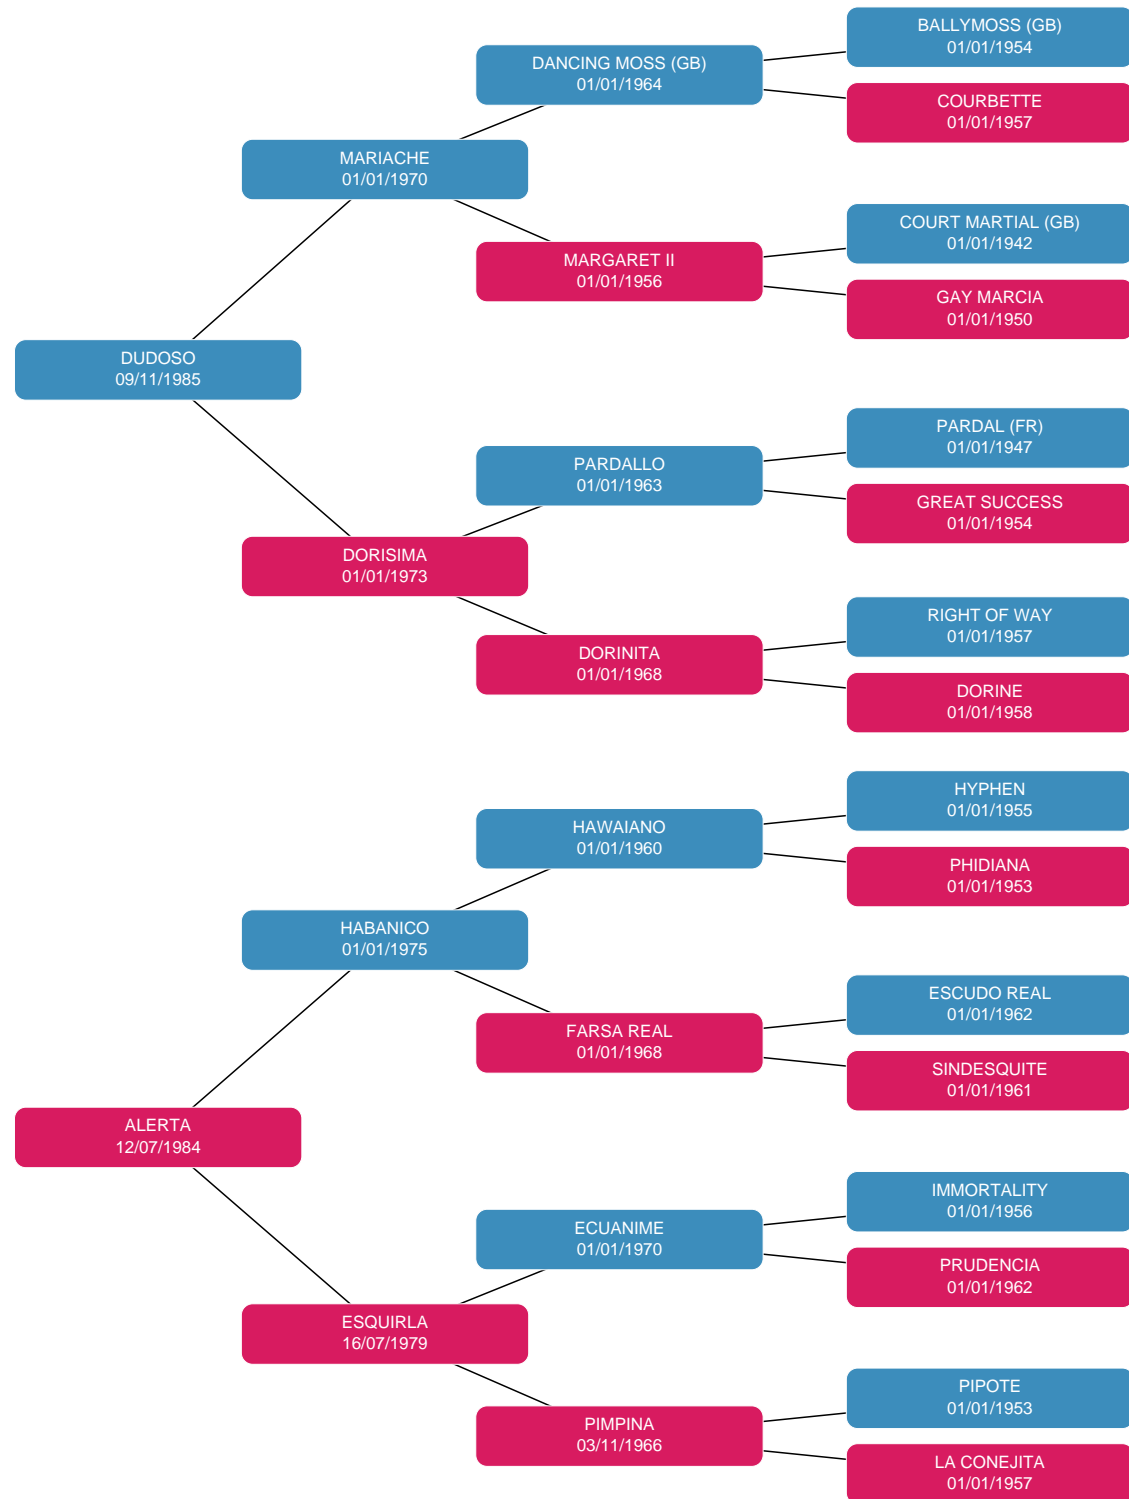 BALLYMOSS (GB)
01/01/1954
DANCING MOSS (GB)
01/01/1964
COURBETTE
01/01/1957
MARIACHE
01/01/1970
COURT MARTIAL (GB)
01/01/1942
MARGARET II
01/01/1956
GAY MARCIA
01/01/1950
DUDOSO
09/11/1985
PARDAL (FR)
01/01/1947
PARDALLO
01/01/1963
GREAT SUCCESS
01/01/1954
DORISIMA
01/01/1973
RIGHT OF WAY
01/01/1957
DORINITA
01/01/1968
DORINE
01/01/1958
HYPHEN
01/01/1955
HAWAIANO
01/01/1960
PHIDIANA
01/01/1953
HABANICO
01/01/1975
ESCUDO REAL
01/01/1962
FARSA REAL
01/01/1968
SINDESQUITE
01/01/1961
ALERTA
12/07/1984
IMMORTALITY
01/01/1956
ECUANIME
01/01/1970
PRUDENCIA
01/01/1962
ESQUIRLA
16/07/1979
PIPOTE
01/01/1953
PIMPINA
03/11/1966
LA CONEJITA
01/01/1957